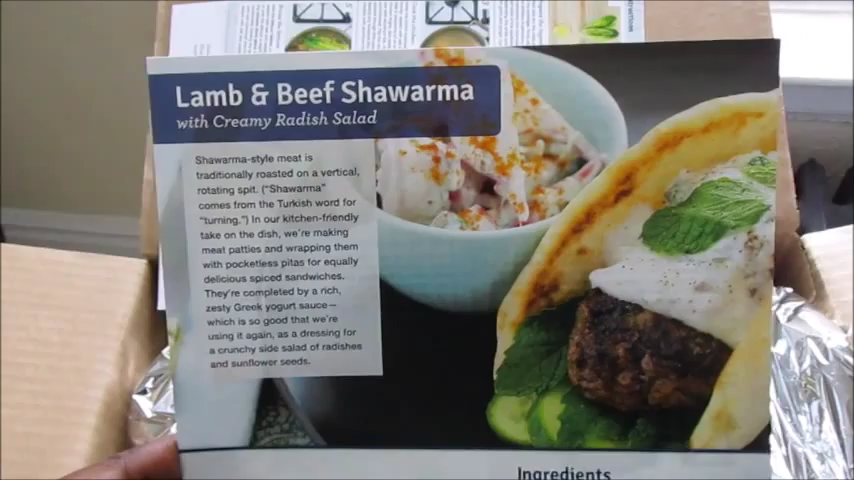 Lamb & Beef Shawarma
with Creamy Radish Salad
Shawarma-style meat is
traditionally roasted on a vertical,
rotating spit. ("Shawarma"
comes from the Turkish word for
"turning.") In our kitchen-friendly
take on the dish, we're making
meat patties and wrapping them
with pocketless pitas for equally
delicious spiced sandwiches.
They're completed by a rich,
zesty Greek yogurt sauce—
which is so good that we're
using it again, as a dressing for
a crunchy side salad of radishes
and sunflower seeds.
Ingredients